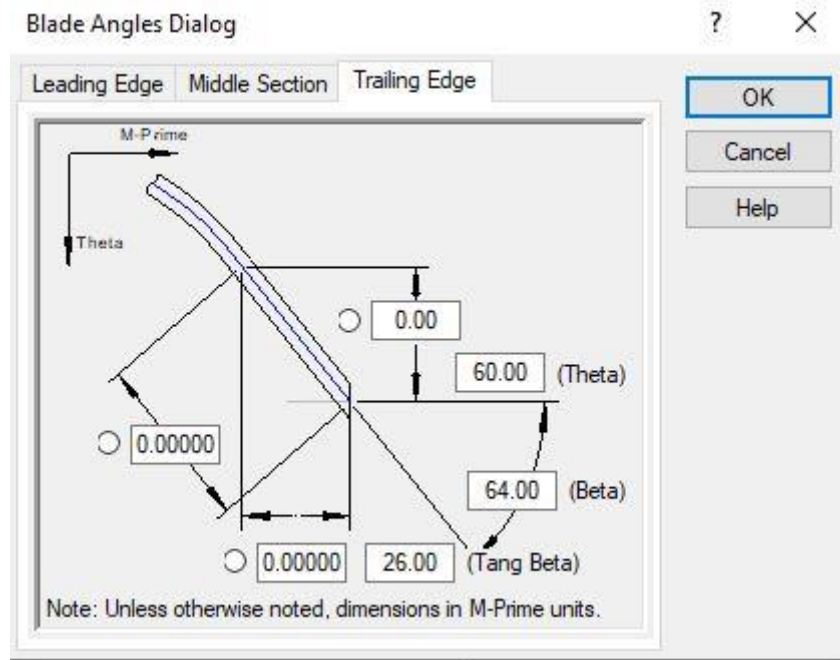 Blade Angles Dialog ? ×
Leading Edge Middle Section Trailing Edge
OK
Cancel
Help
M-Prime
Theta
0.00
60.00 (Theta)
0.00000
64.00 (Beta)
0.00000 26.00 (Tang Beta)
Note: Unless otherwise noted, dimensions in M-Prime units.